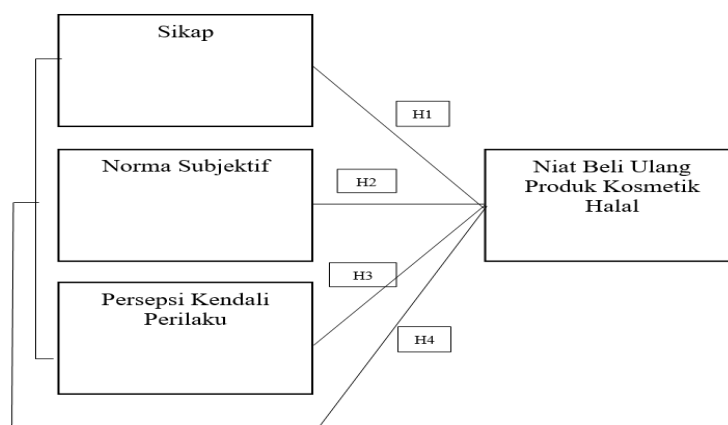 Sikap
H1
Norma Subjektif
H2
Niat Beli Ulang
Produk Kosmetik
Halal
Persepsi Kendali
Perilaku
H3
H4